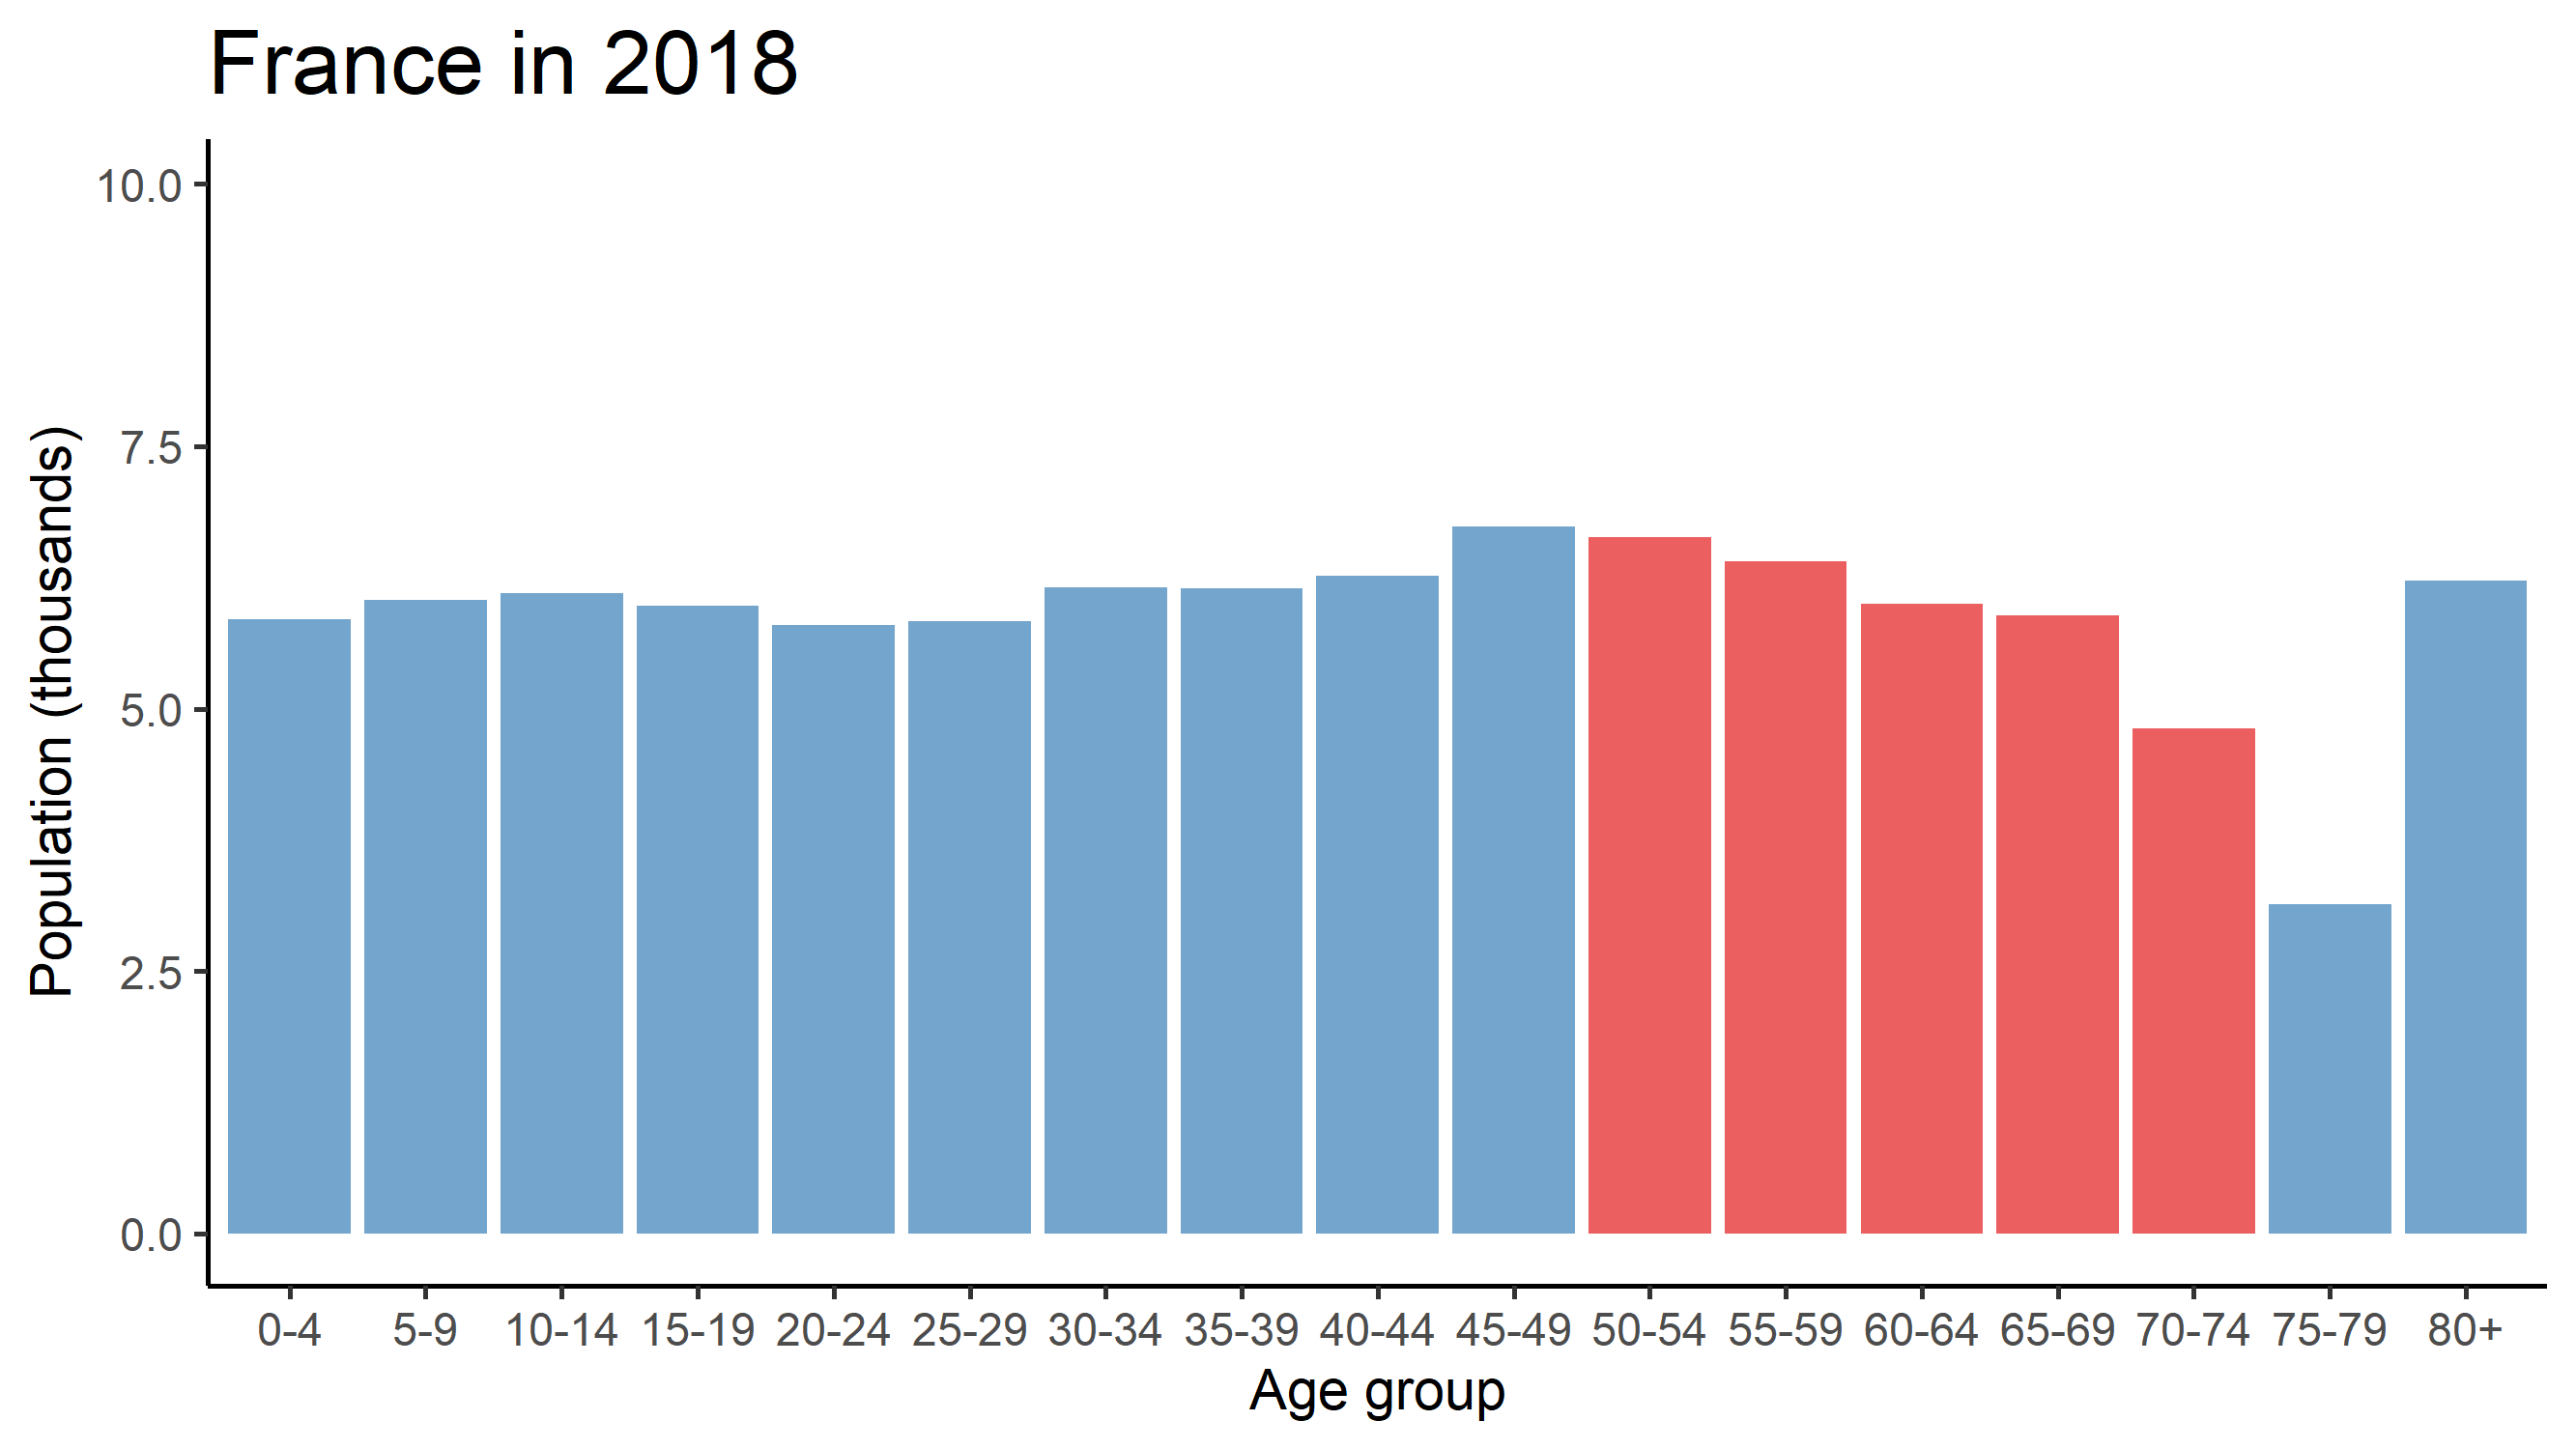 France in 2018
Population (thousands)
10.0
7.5
5.0
2.5
0.0
0-4 5-9 10-14 15-19 20-24 25-29 30-34 35-39 40-44 45-49 50-54 55-59 60-64 65-69 70-74 75-79 80+
Age group